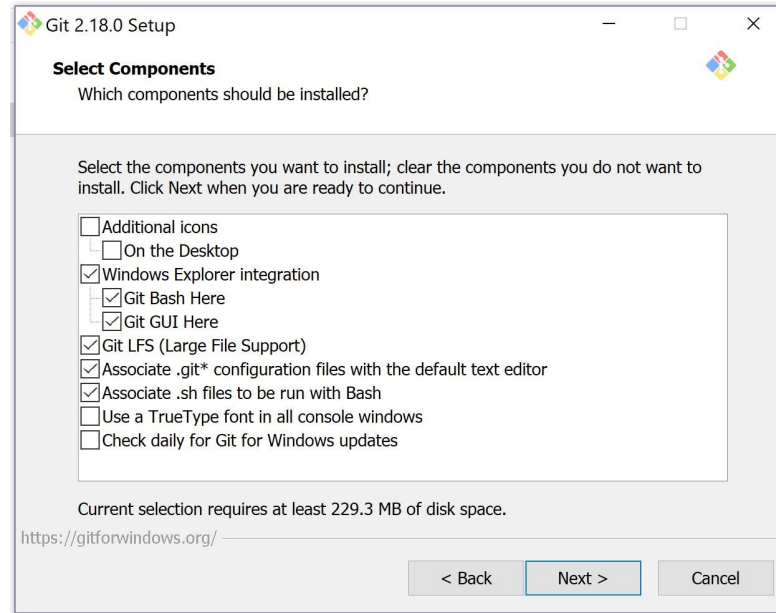 Git 2.18.0 Setup
Select Components
Which components should be installed?
Select the components you want to install; clear the components you do not want to
install. Click Next when you are ready to continue.
Additional icons
On the Desktop
Windows Explorer integration
Git Bash Here
Git GUI Here
Git LFS (Large File Support)
Associate .git* configuration files with the default text editor
Associate .sh files to be run with Bash
Use a TrueType font in all console windows
Check daily for Git for Windows updates
Current selection requires at least 229.3 MB of disk space.
https://gitforwindows.org/
< Back Next > Cancel